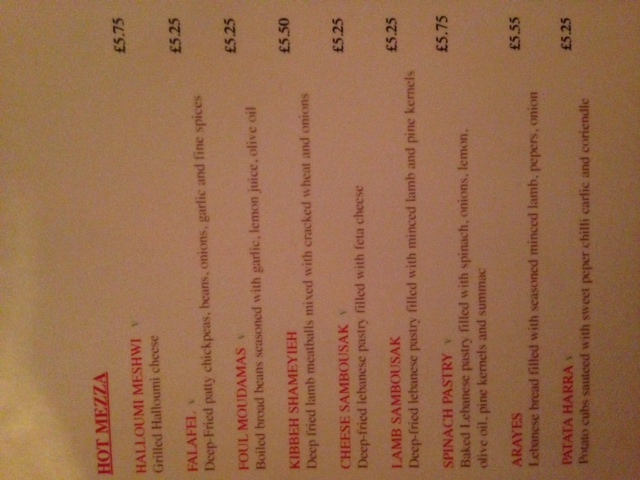 HOT MEZZA
HALLOUMI MESHWI V £5.75
Grilled Halloumi cheese
FALAFEL V £5.25
Deep-Fried patty chickpeas, beans, onions, garlic and fine spices
FOUL MOUDAMAS V £5.25
Boiled broad beans seasoned with garlic, lemon juice, olive oil
KIBBEH SHAMEYIEH £5.50
Deep fried lamb meatballs mixed with cracked wheat and onions
CHEESE SAMBOUSAK V £5.25
Deep-fried lebanese pastry filled with feta cheese
LAMB SAMBOUSAK £5.25
Deep-fried lebanese pastry filled with minced lamb and pine kernels
SPINACH PASTRY V £5.75
Baked Lebanese pastry filled with spinach, onions, lemon,
olive oil, pine kernels and summac
ARAYES £5.55
Lebanese bread filled with seasoned minced lamb, pepers, onion
PATATA HARRA V £5.25
Potato cubs sauteed with sweet peper chilli carlic and coriendle